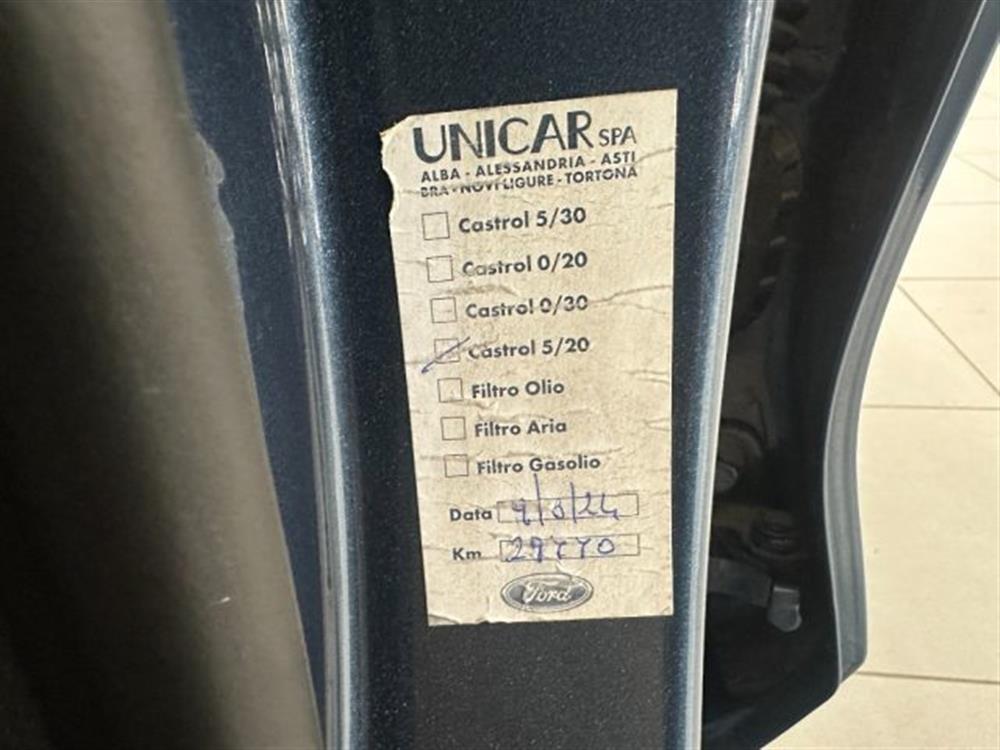 UNICAR SPA
ALBA - ALESSANDRIA - ASTI
BRA - NOVI LIGURE - TORTONA
Castrol 5/30
Castrol 0/20
Castrol 0/30
Castrol 5/20
Filtro Olio
Filtro Aria
Filtro Gasolio
Data
Km 29770
Ford